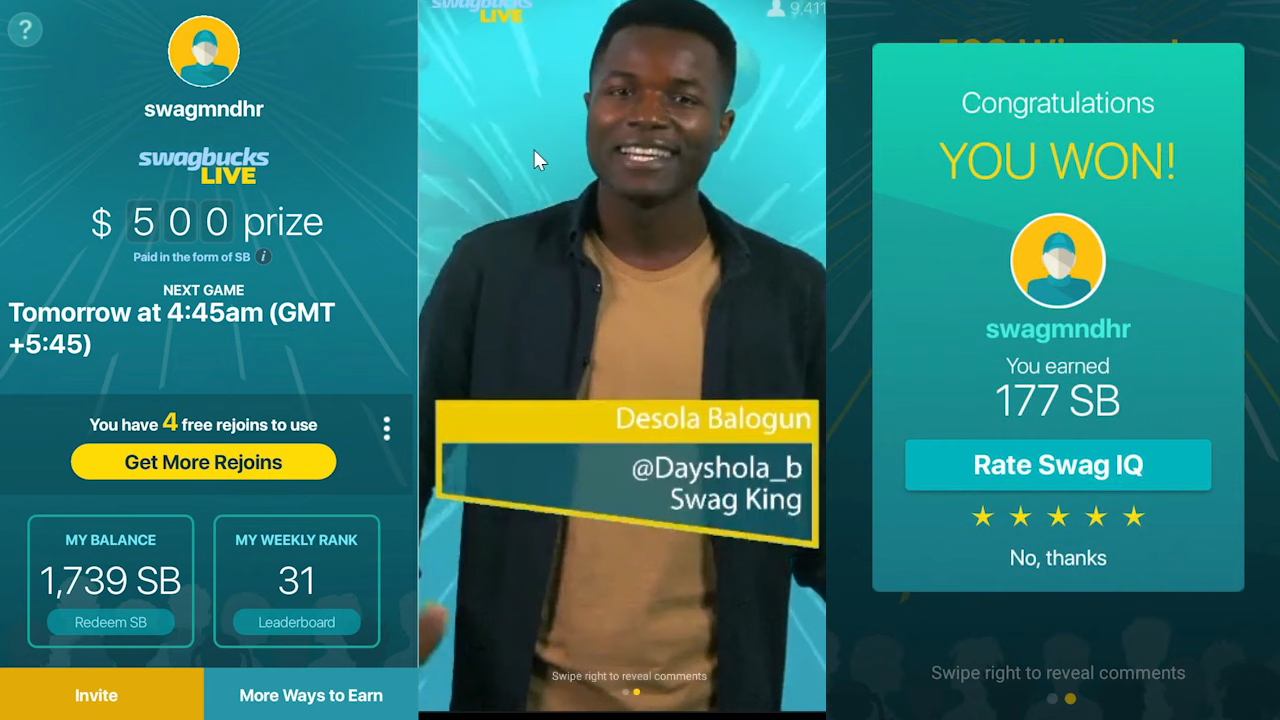 ?
swagmndhr
swagbucks
LIVE
$ 500 prize
Paid in the form of SB i
NEXT GAME
Tomorrow at 4:45am (GMT
+5:45)
You have 4 free rejoins to use
Get More Rejoins
MY BALANCE
1,739 SB
Redeem SB
MY WEEKLY RANK
31
Leaderboard
Invite
More Ways to Earn
swagbucks
LIVE
9,411
Desola Balogun
@Dayshola_b
Swag King
Swipe right to reveal comments
Congratulations
YOU WON!
swagmndhr
You earned
177 SB
Rate Swag IQ
No, thanks
Swipe right to reveal comments